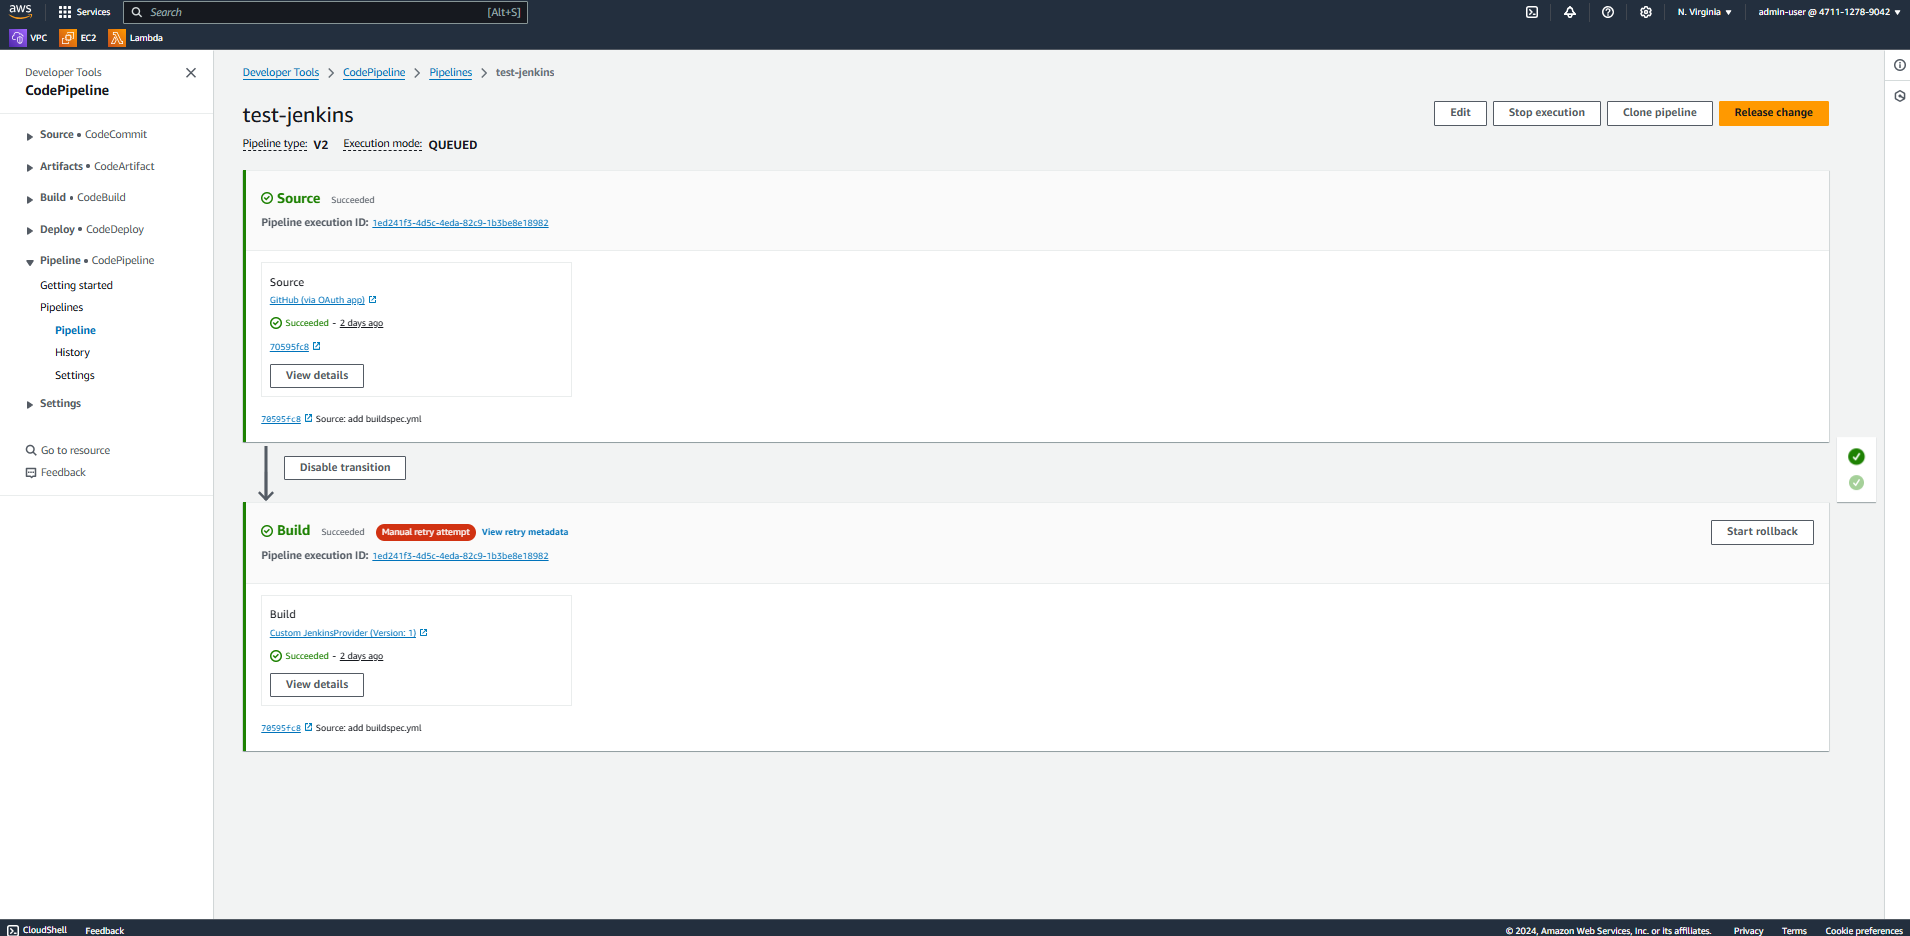 aws Services Search [Alt+S] N. Virginia ▼ admin-user @ 4711-1278-9042 ▼
VPC EC2 Lambda
Developer Tools
CodePipeline
Source • CodeCommit
Artifacts • CodeArtifact
Build • CodeBuild
Deploy • CodeDeploy
Pipeline • CodePipeline
Getting started
Pipelines
Pipeline
History
Settings
Settings
Go to resource
Feedback
Developer Tools > CodePipeline > Pipelines > test-jenkins
test-jenkins
Edit Stop execution Clone pipeline Release change
Pipeline type: V2 Execution mode: QUEUED
Source Succeeded
Pipeline execution ID: 1ed241f3-4d5c-4eda-82c9-1b3be8e18982
Source
GitHub (via OAuth app)
Succeeded - 2 days ago
70595fc8
View details
70595fc8 Source: add buildspec.yml
Disable transition
Build Succeeded Manual retry attempt View retry metadata
Start rollback
Pipeline execution ID: 1ed241f3-4d5c-4eda-82c9-1b3be8e18982
Build
Custom JenkinsProvider (Version: 1)
Succeeded - 2 days ago
View details
70595fc8 Source: add buildspec.yml
CloudShell Feedback © 2024, Amazon Web Services, Inc. or its affiliates. Privacy Terms Cookie preferences